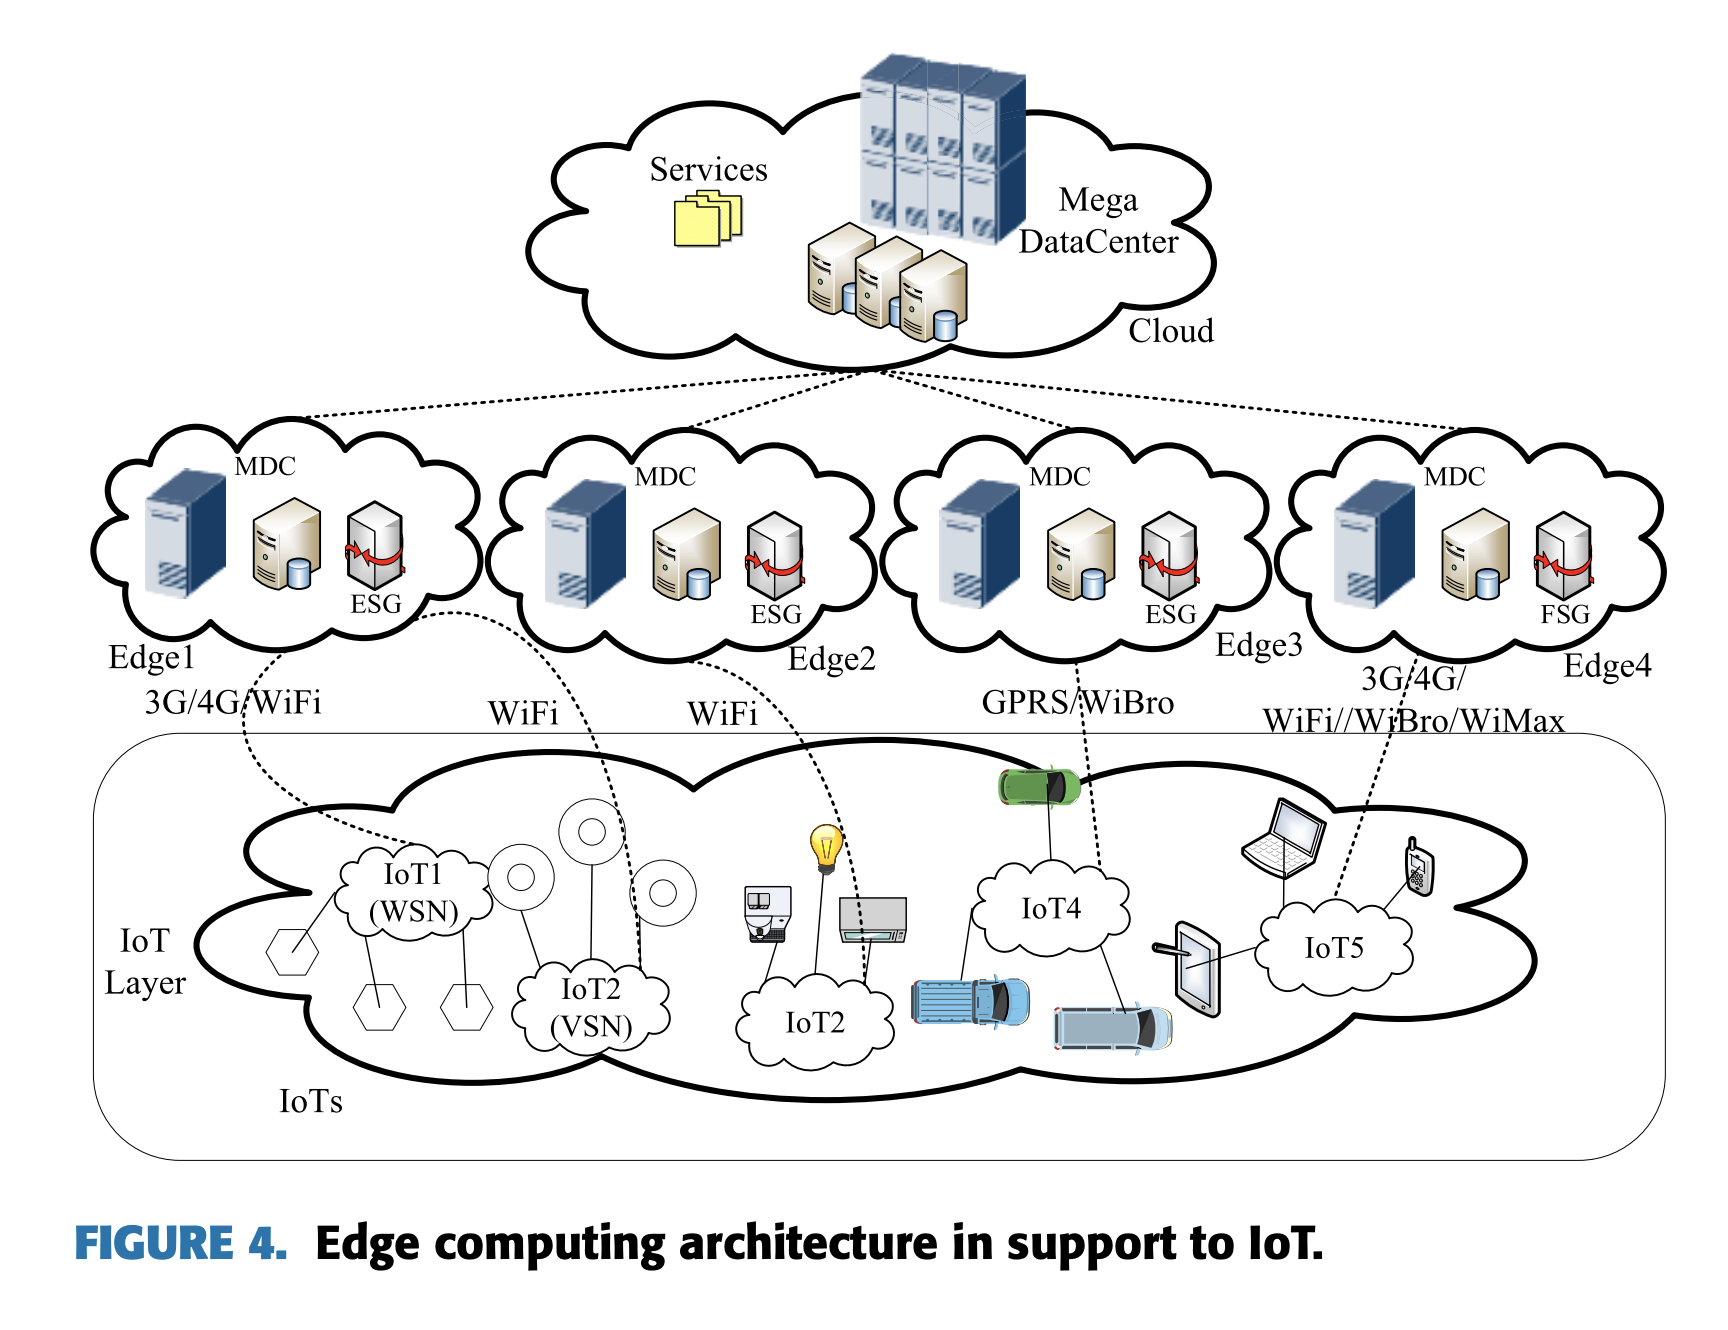 Services
Mega
DataCenter
Cloud
MDC
ESG
Edge1
MDC
ESG
Edge2
MDC
ESG
Edge3
MDC
FSG
Edge4
3G/4G/WiFi
WiFi
WiFi
GPRS/WiBro
3G/4G/
WiFi//WiBro/WiMax
IoT
Layer
IoT1
(WSN)
IoT2
(VSN)
IoT2
IoT4
IoT5
IoTs
FIGURE 4. Edge computing architecture in support to IoT.